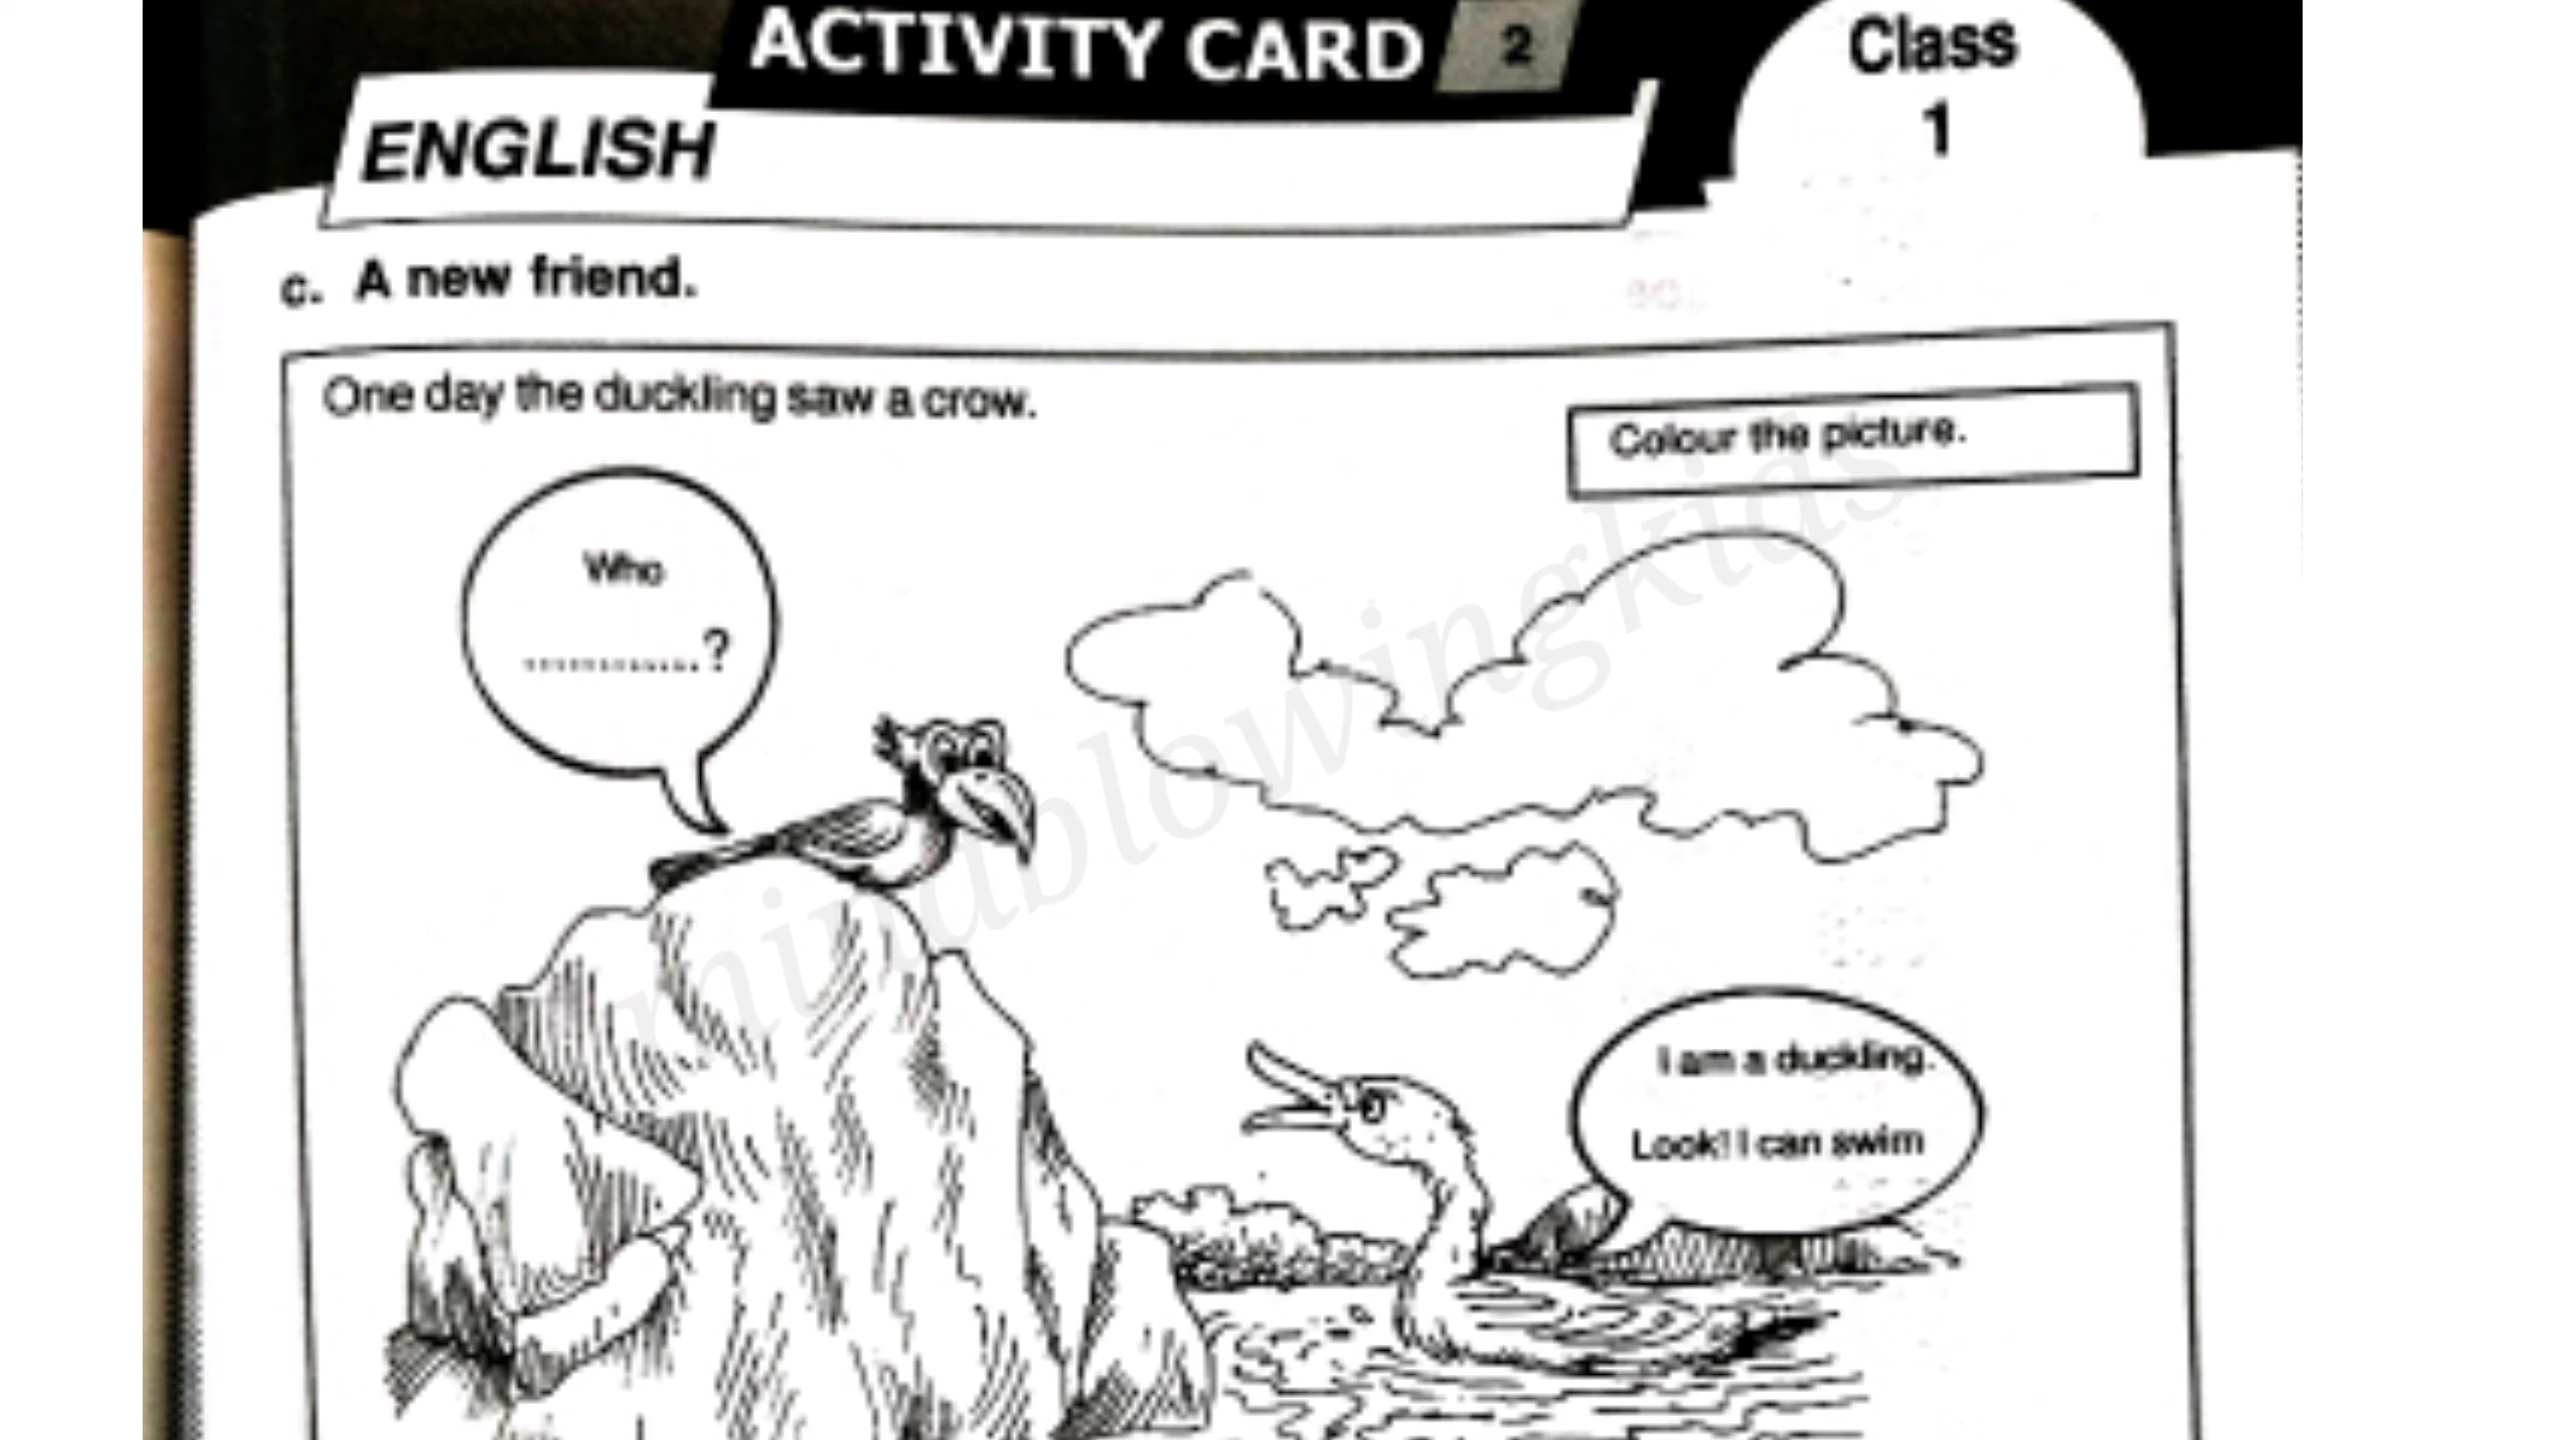 ACTIVITY CARD 2
Class
1
ENGLISH
c. A new friend.
One day the duckling saw a crow.
Colour the picture.
Who
.............?
I am a duckling.
Look! I can swim
mindblowingkids